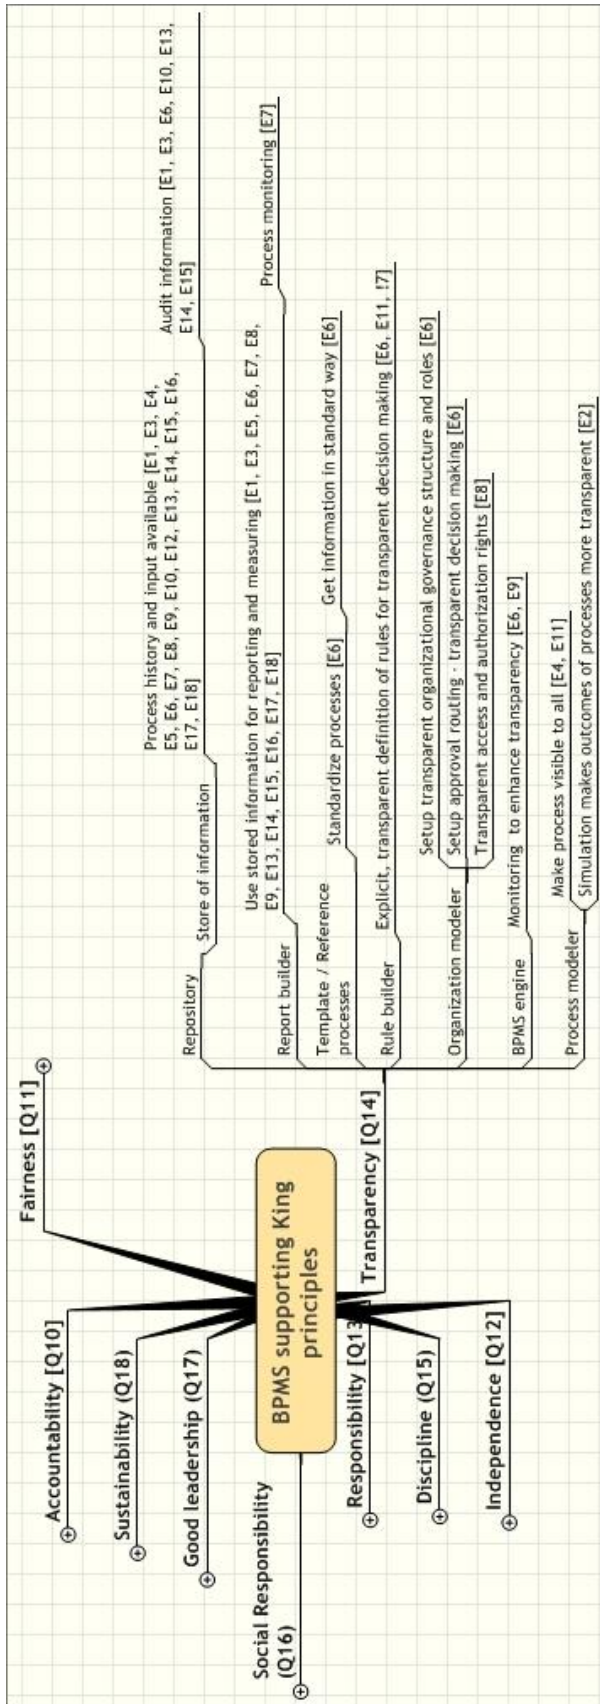 BPMS supporting King
principles
Accountability [Q10]
Sustainability (Q18)
Good leadership (Q17)
Social Responsibility
(Q16)
Responsibility [Q13]
Discipline (Q15)
Independence [Q12]
Fairness [Q11]
Transparency [Q14]
Repository
Store of information
Process history and input available [E1, E3, E4,
E5, E6, E7, E8, E9, E10, E12, E13, E14, E15, E16,
E17, E18]
Audit information [E1, E3, E6, E10, E13,
E14, E15]
Report builder
Use stored information for reporting and measuring [E1, E3, E5, E6, E7, E8,
E9, E13, E14, E15, E16, E17, E18]
Process monitoring [E7]
Template / Reference
processes
Standardize processes [E6]
Get information in standard way [E6]
Rule builder
Explicit, transparent definition of rules for transparent decision making [E6, E11, !7]
Organization modeler
Setup transparent organizational governance structure and roles [E6]
Setup approval routing - transparent decision making [E6]
Transparent access and authorization rights [E8]
BPMS engine
Monitoring to enhance transparency [E6, E9]
Process modeler
Make process visible to all [E4, E11]
Simulation makes outcomes of processes more transparent [E2]